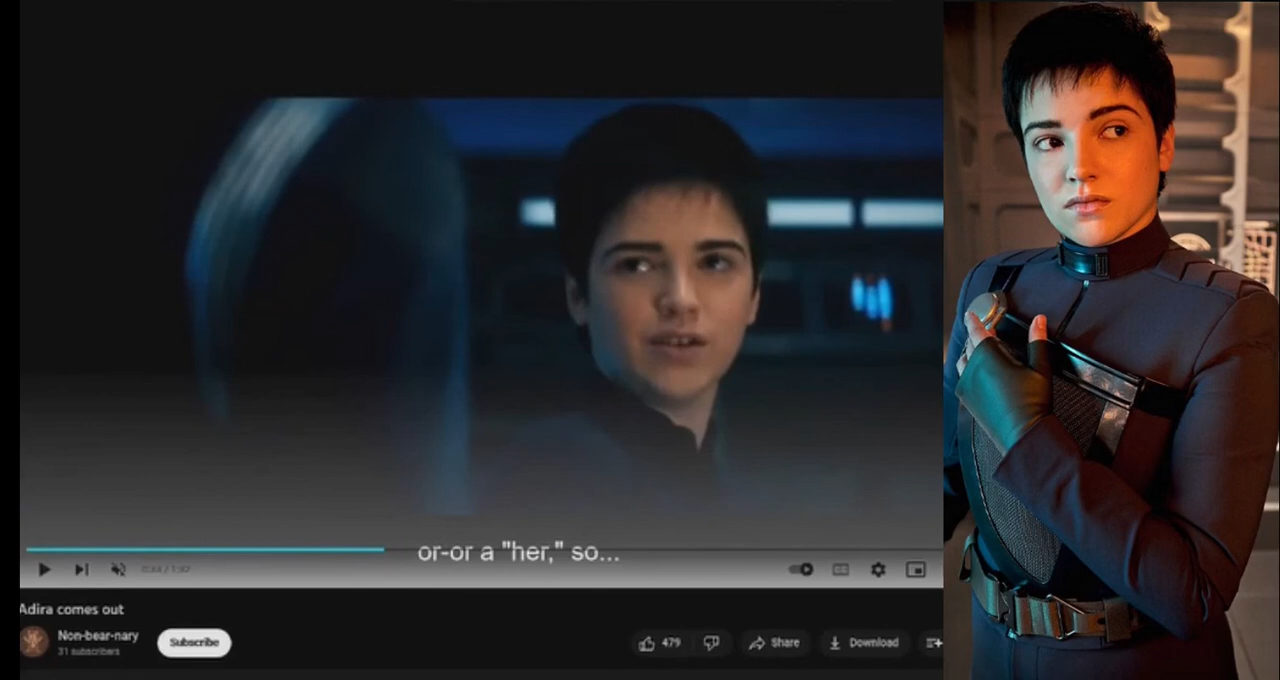 or-or a "her," so...
Adira comes out
Non-bear-nary
31 subscribers
Subscribe
479
Share
Download